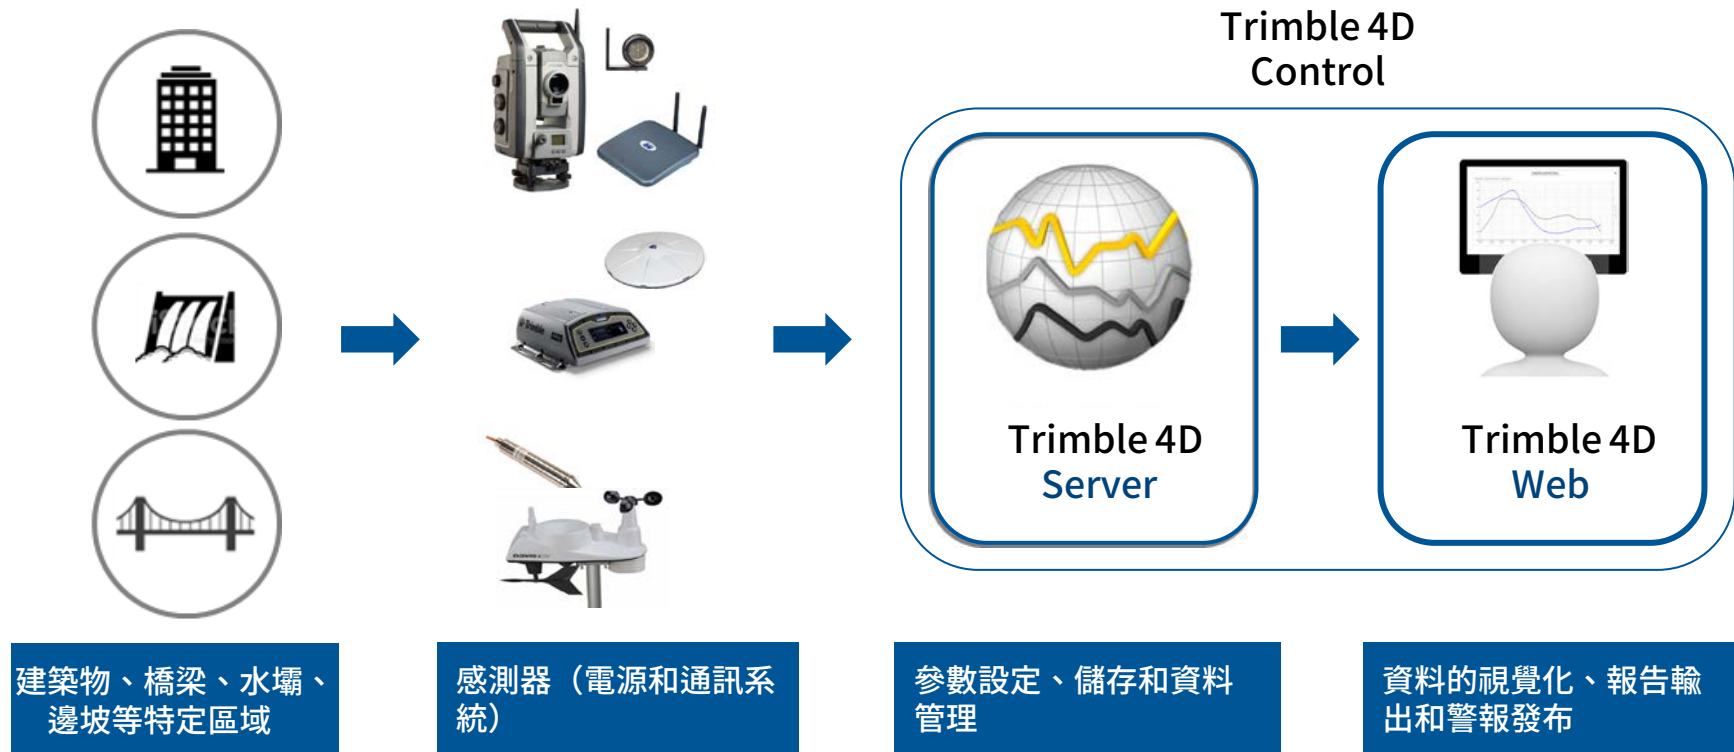 Trimble 4D
Control
Trimble
Trimble 4D
Server
Trimble 4D
Web
建築物、橋梁、水壩、
邊坡等特定區域
感測器（電源和通訊系
統）
參數設定、儲存和資料
管理
資料的視覺化、報告輸
出和警報發布